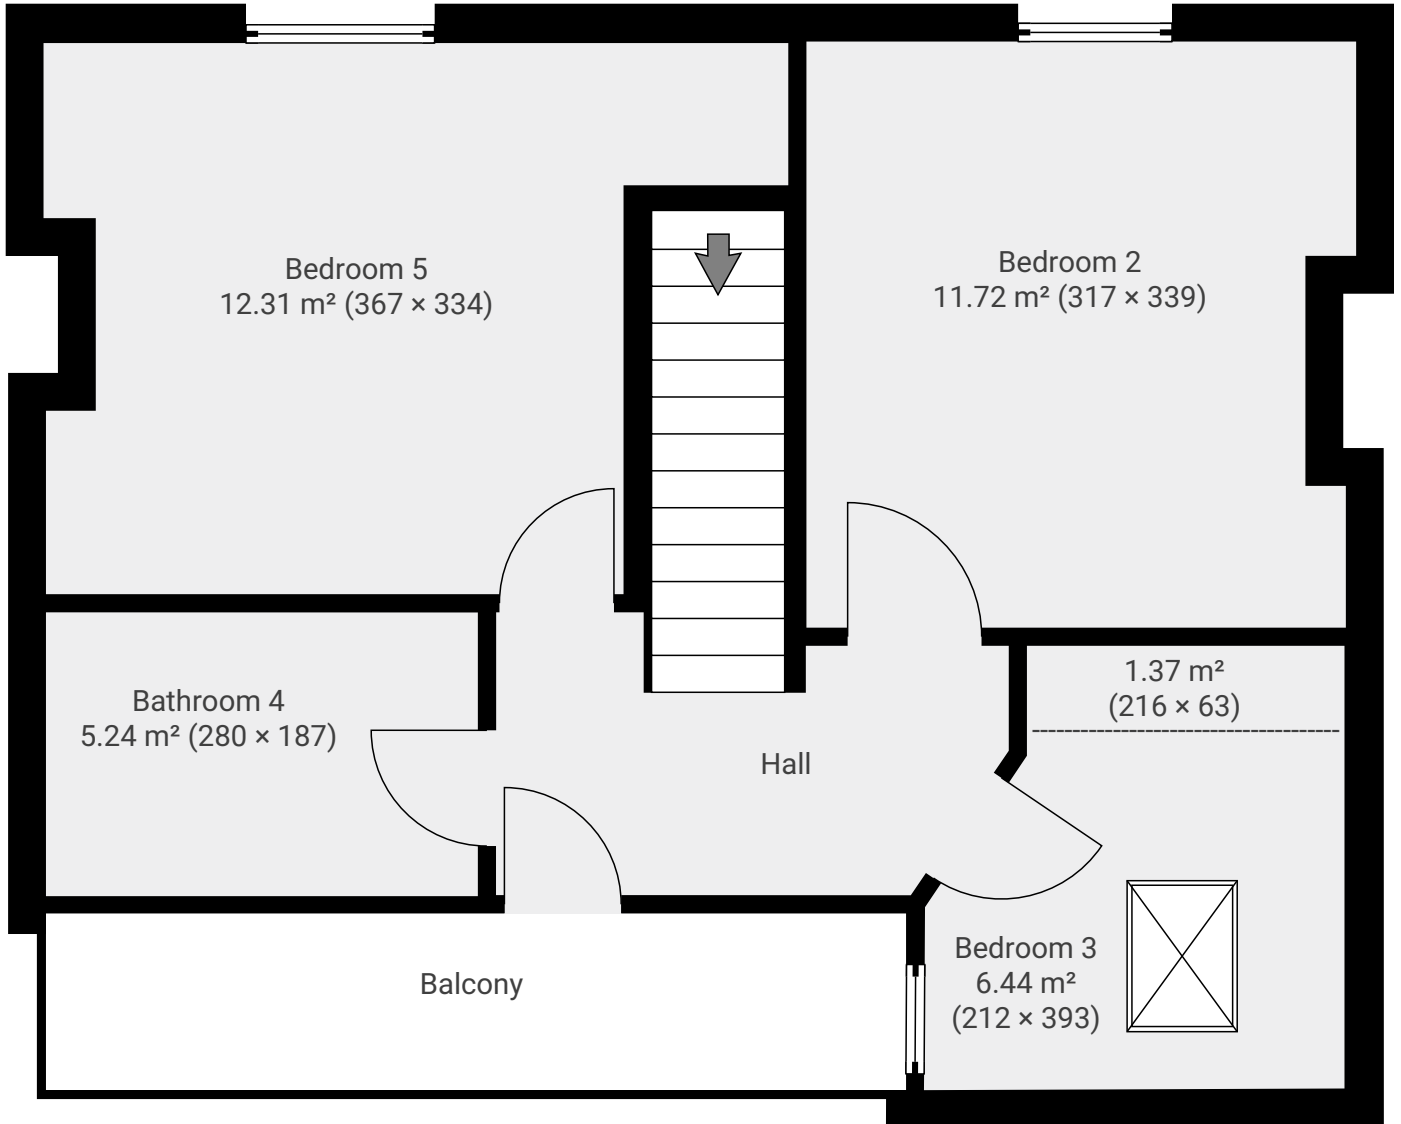 Bedroom 5
12.31 m² (367 × 334)
Bedroom 2
11.72 m² (317 × 339)
Bathroom 4
5.24 m² (280 × 187)
Hall
1.37 m²
(216 × 63)
Bedroom 3
6.44 m²
(212 × 393)
Balcony